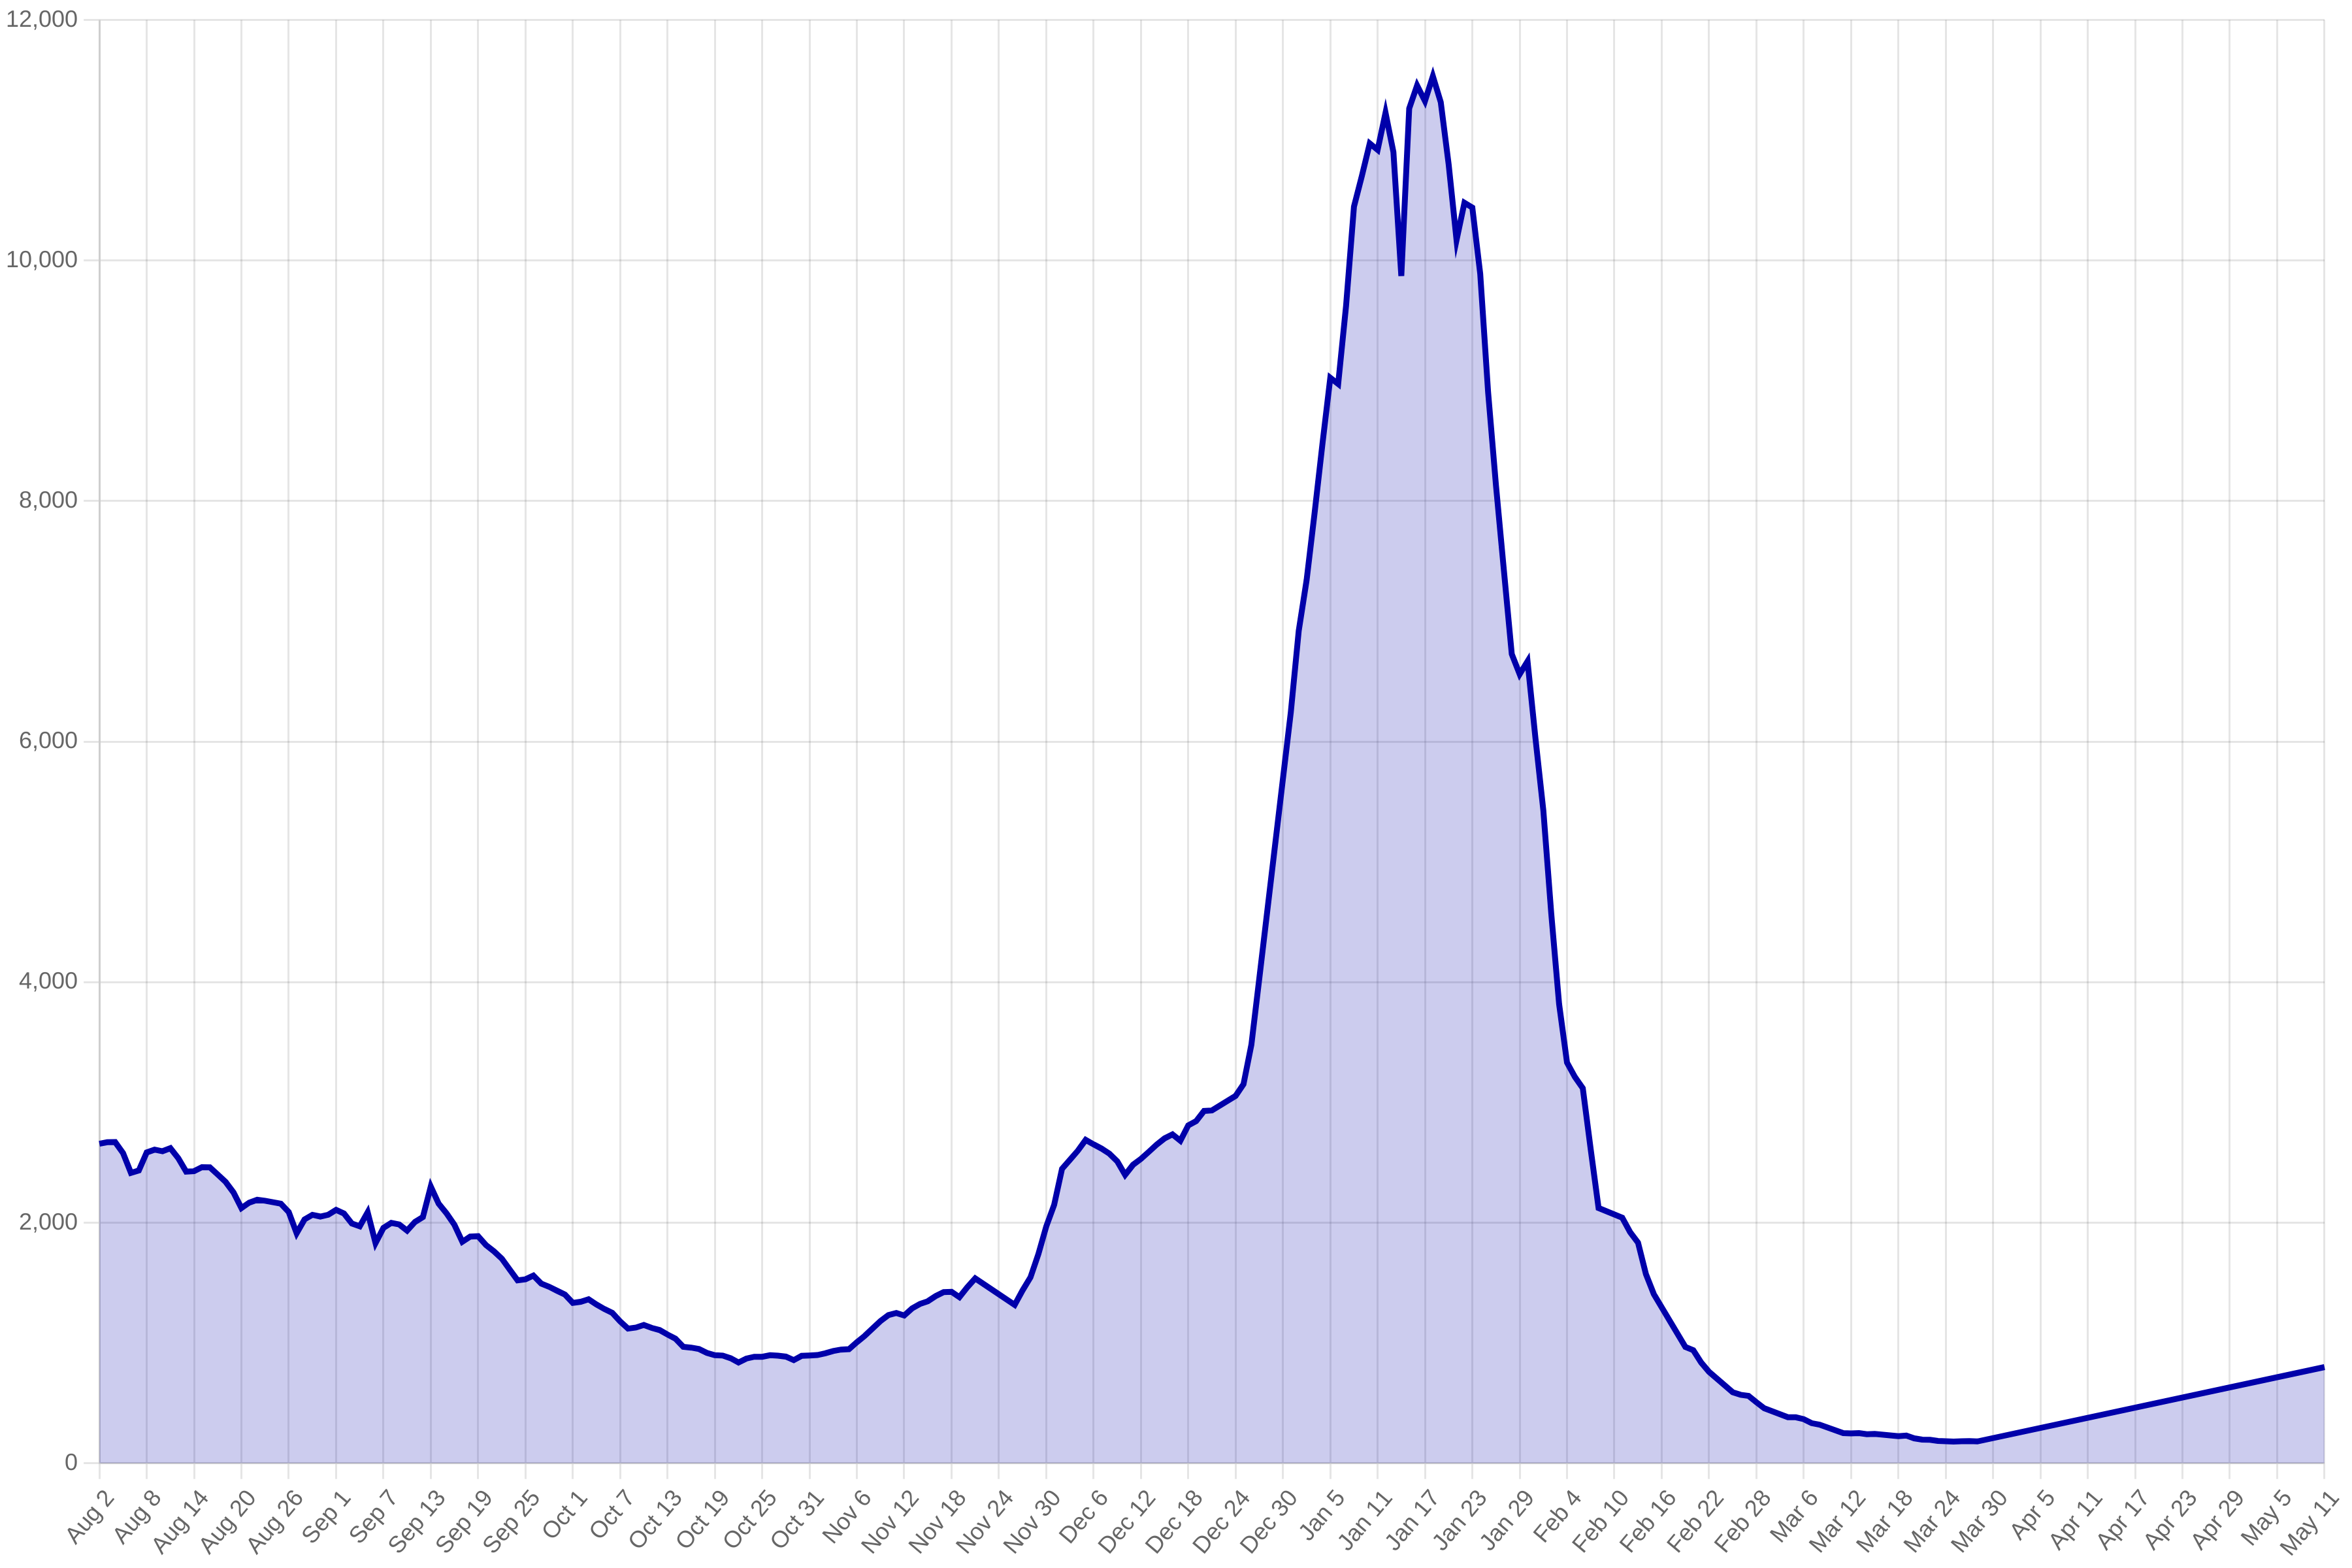 12,000
10,000
8,000
6,000
4,000
2,000
0
Aug 2
Aug 8
Aug 14
Aug 20
Aug 26
Sep 1
Sep 7
Sep 13
Sep 19
Sep 25
Oct 1
Oct 7
Oct 13
Oct 19
Oct 25
Oct 31
Nov 6
Nov 12
Nov 18
Nov 24
Nov 30
Dec 6
Dec 12
Dec 18
Dec 24
Dec 30
Jan 5
Jan 11
Jan 17
Jan 23
Jan 29
Feb 4
Feb 10
Feb 16
Feb 22
Feb 28
Mar 6
Mar 12
Mar 18
Mar 24
Mar 30
Apr 5
Apr 11
Apr 17
Apr 23
Apr 29
May 5
May 11